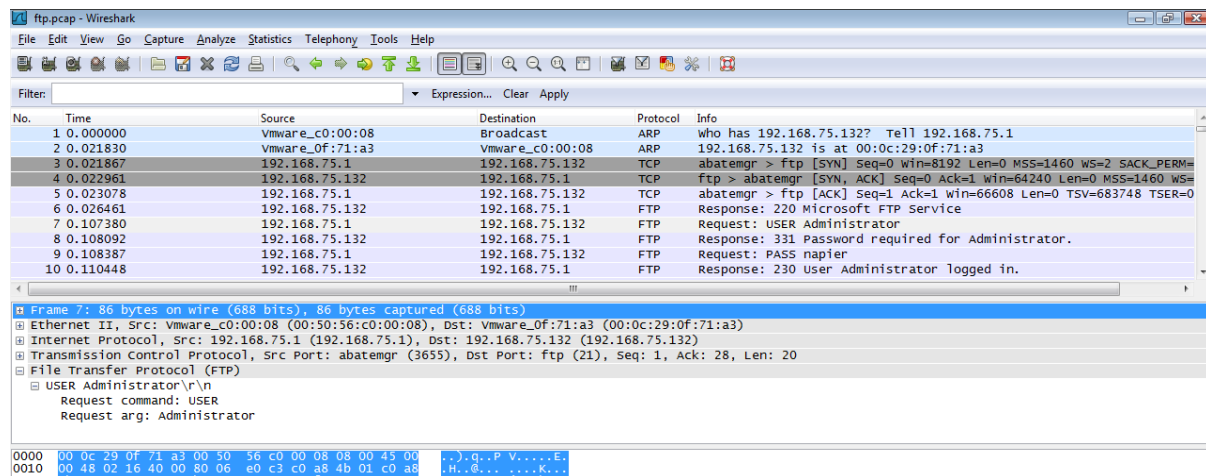 ftp.pcap - Wireshark
File Edit View Go Capture Analyze Statistics Telephony Tools Help
Filter: Expression... Clear Apply
No. Time Source Destination Protocol Info
1 0.000000 Vmware_c0:00:08 Broadcast ARP Who has 192.168.75.132? Tell 192.168.75.1
2 0.021830 Vmware_0f:71:a3 Vmware_c0:00:08 ARP 192.168.75.132 is at 00:0c:29:0f:71:a3
3 0.021867 192.168.75.1 192.168.75.132 TCP abatemgr > ftp [SYN] Seq=0 Win=8192 Len=0 MSS=1460 WS=2 SACK_PERM=
4 0.022961 192.168.75.132 192.168.75.1 TCP ftp > abatemgr [SYN, ACK] Seq=0 Ack=1 Win=64240 Len=0 MSS=1460 WS=
5 0.023078 192.168.75.1 192.168.75.132 TCP abatemgr > ftp [ACK] Seq=1 Ack=1 Win=66608 Len=0 TSV=683748 TSER=0
6 0.026461 192.168.75.132 192.168.75.1 FTP Response: 220 Microsoft FTP Service
7 0.107380 192.168.75.1 192.168.75.132 FTP Request: USER Administrator
8 0.108092 192.168.75.132 192.168.75.1 FTP Response: 331 Password required for Administrator.
9 0.108387 192.168.75.1 192.168.75.132 FTP Request: PASS napier
10 0.110448 192.168.75.132 192.168.75.1 FTP Response: 230 User Administrator logged in.
Frame 7: 86 bytes on wire (688 bits), 86 bytes captured (688 bits)
Ethernet II, Src: Vmware_c0:00:08 (00:50:56:c0:00:08), Dst: Vmware_0f:71:a3 (00:0c:29:0f:71:a3)
Internet Protocol, Src: 192.168.75.1 (192.168.75.1), Dst: 192.168.75.132 (192.168.75.132)
Transmission Control Protocol, Src Port: abatemgr (3655), Dst Port: ftp (21), Seq: 1, Ack: 28, Len: 20
File Transfer Protocol (FTP)
USER Administrator\r\n
Request command: USER
Request arg: Administrator
0000 00 0c 29 0f 71 a3 00 50 56 c0 00 08 08 00 45 00 ..).q..P V.....E.
0010 00 48 02 16 40 00 80 06 e0 c3 c0 a8 4b 01 c0 a8 .H..@... ....K...